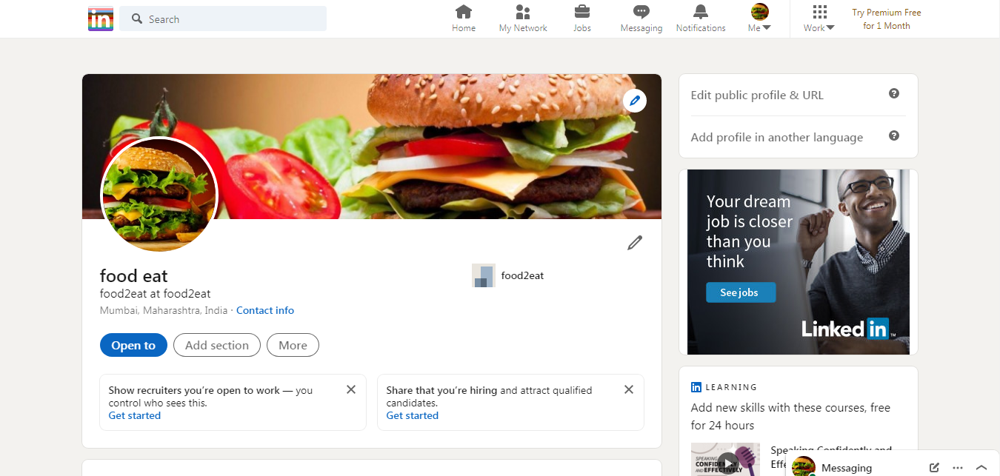 in
Search
Home
My Network
Jobs
Messaging
Notifications
Me
Work
Try Premium Free
for 1 Month
food eat
food2eat at food2eat
Mumbai, Maharashtra, India · Contact info
food2eat
Open to
Add section
More
Show recruiters you're open to work — you
control who sees this.
Get started
Share that you're hiring and attract qualified
candidates.
Get started
Edit public profile & URL
Add profile in another language
Your dream
job is closer
than you
think
See jobs
Linked in ™
in LEARNING
Add new skills with these courses, free
for 24 hours
SPEAKING
CONFIDENTLY
AND EFFECTIVELY
Speaking Confidently and
Messaging